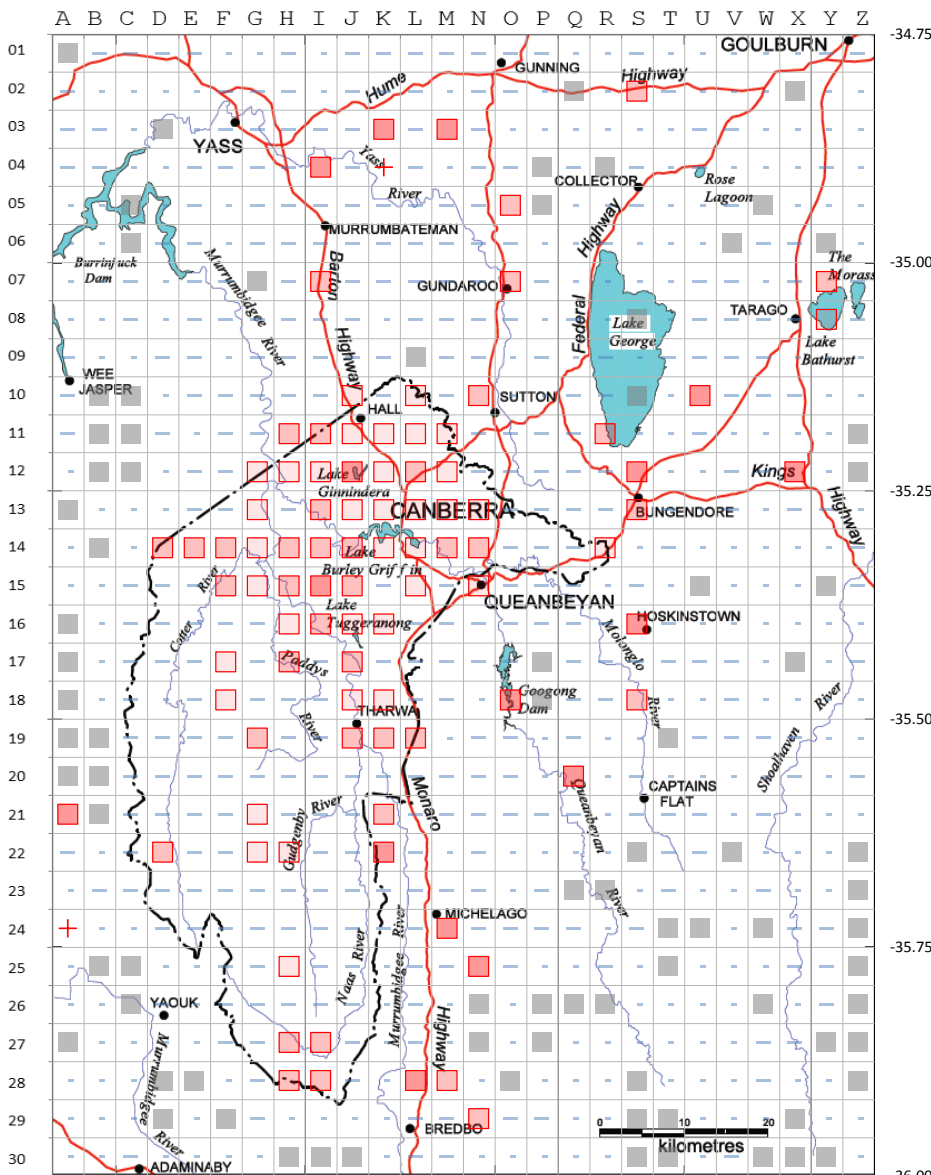 A B C D E F G H I J K L M N O P Q R S T U V W X Y Z
-34.75
01
GOULBURN
GUNNING
02
Hume
Highway
03
YASS
04
Yass
River
COLLECTOR
Rose
Lagoon
05
MURRUMBATEMAN
Highway
06
-35.00
Burrinjuck
Dam
Murrumbidgee
River
Barton
Highway
The
Morass
07
GUNDAROO
Federal
08
TARAGO
Lake
George
Lake
Bathurst
09
WEE
JASPER
10
SUTTON
HALL
11
12
Lake
Ginnindera
Kings
Highway
-35.25
13
CANBERRA
BUNGENDORE
14
Lake
Burley Griffin
15
River
Cotter
QUEANBEYAN
Lake
Tuggeranong
HOSKINSTOWN
16
Molonglo
River
17
Paddys
River
18
Googong
Dam
THARWA
River
Shoalhaven
-35.50
19
20
Monaro
Highway
CAPTAINS
FLAT
21
River
Gudgenby
Queanbeyan
River
22
23
MICHELAGO
24
-35.75
25
Naas River
Murrumbidgee River
26
YAOUK
27
Murrumbidgee
River
28
29
BREDBO
0 10 20
kilometres
30
ADAMINABY
-36.00